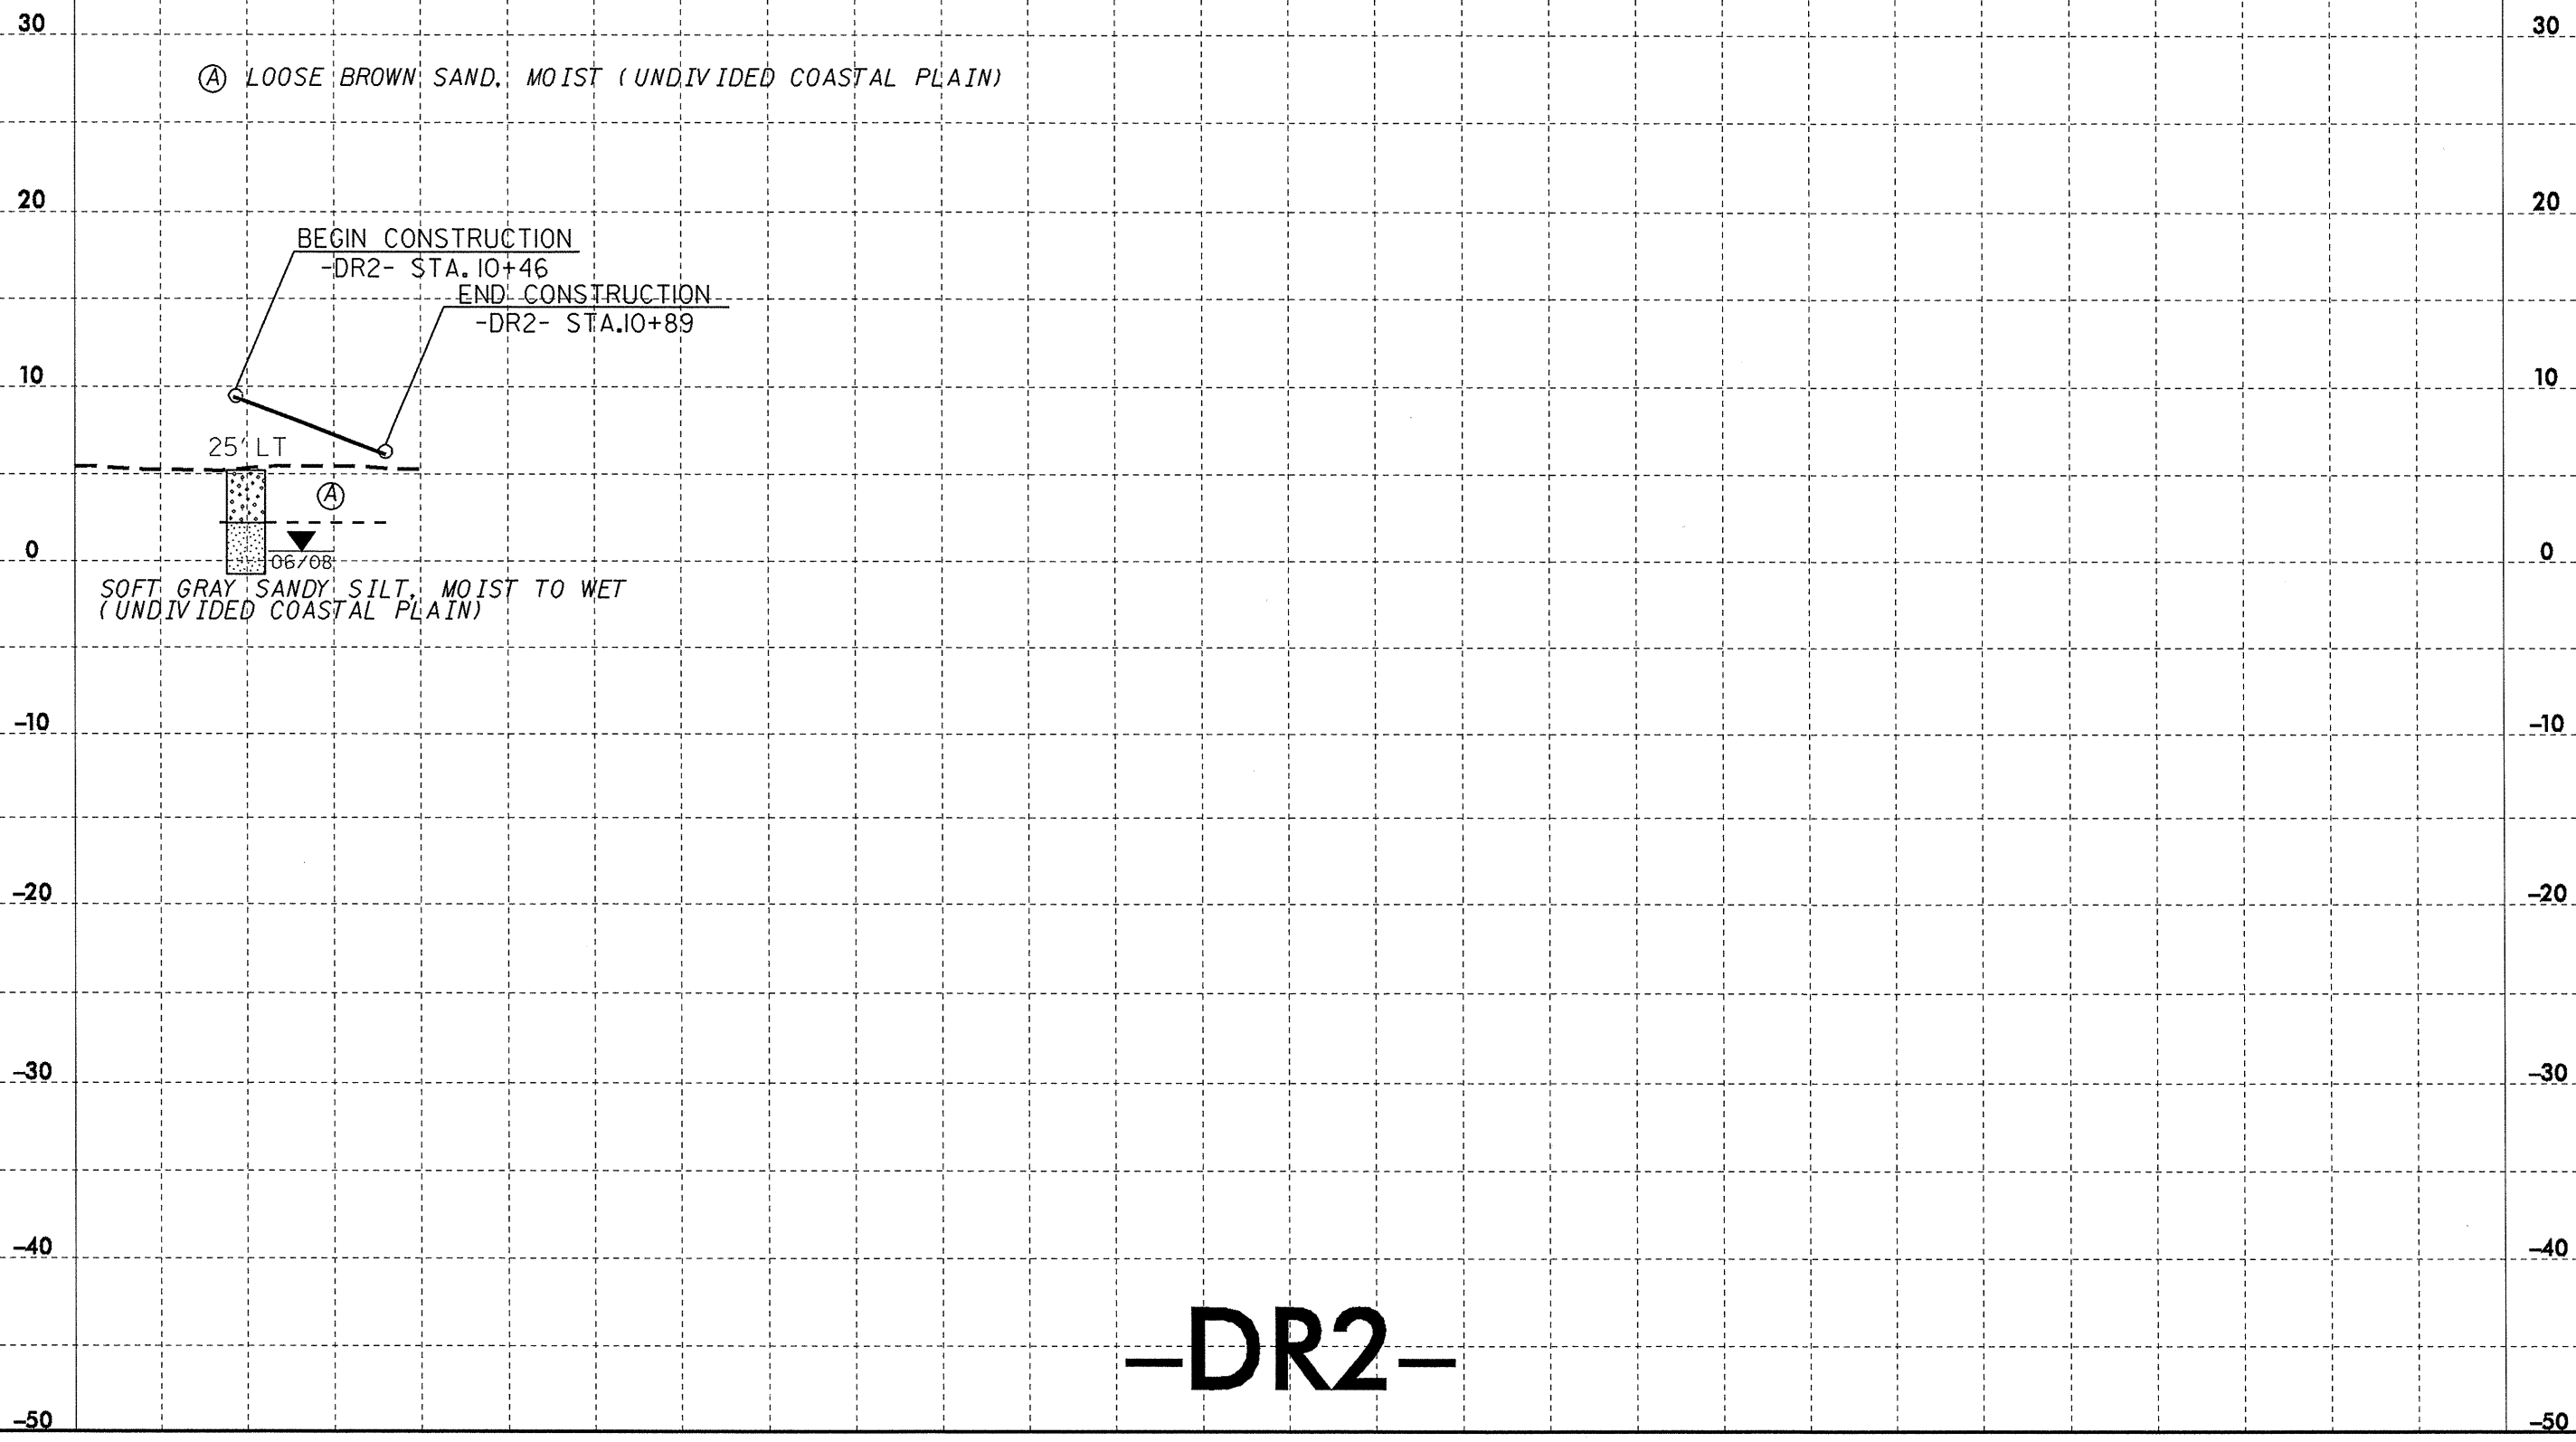 30 30
Ⓐ LOOSE BROWN SAND, MOIST (UNDIVIDED COASTAL PLAIN)
20 20
BEGIN CONSTRUCTION
-DR2- STA. 10+46
END CONSTRUCTION
-DR2- STA.10+89
10 10
25' LT
Ⓐ
0 0
06/08
SOFT GRAY SANDY SILT, MOIST TO WET
(UNDIVIDED COASTAL PLAIN)
-10 -10
-20 -20
-30 -30
-40 -40
-DR2-
-50 -50